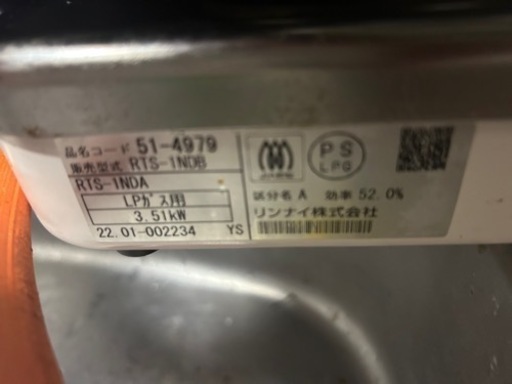 品名コード 51-4979
販売型式 RTS-1NDB
RTS-1NDA
LPガス用
3.51kW
22.01-002234 YS
PS
LPG
区分名 A 効率 52.0%
リンナイ株式会社